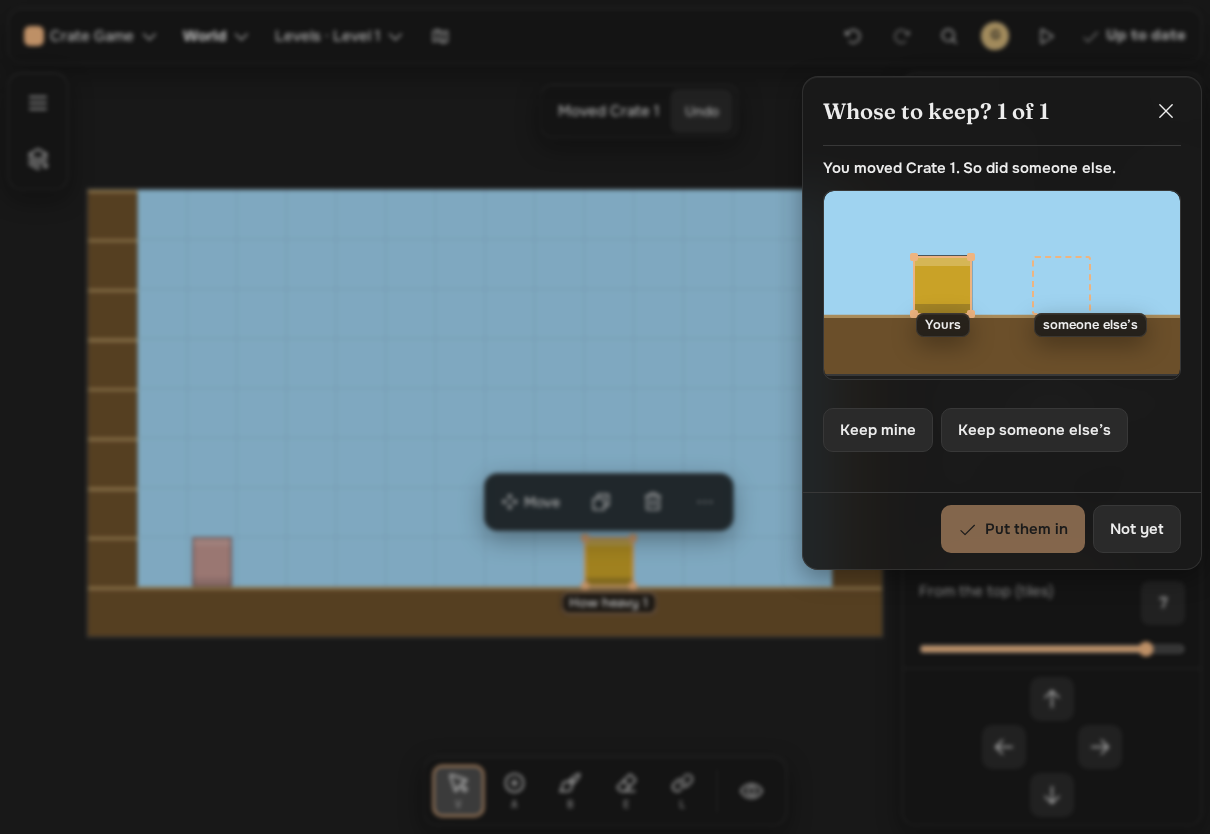 Crate Game
World
Levels · Level 1
Up to date
Moved Crate 1
Undo
Whose to keep? 1 of 1
You moved Crate 1. So did someone else.
Yours
someone else's
Keep mine
Keep someone else's
Put them in
Not yet
Move
How heavy 1
From the top (tiles)
7
A
B
E
L